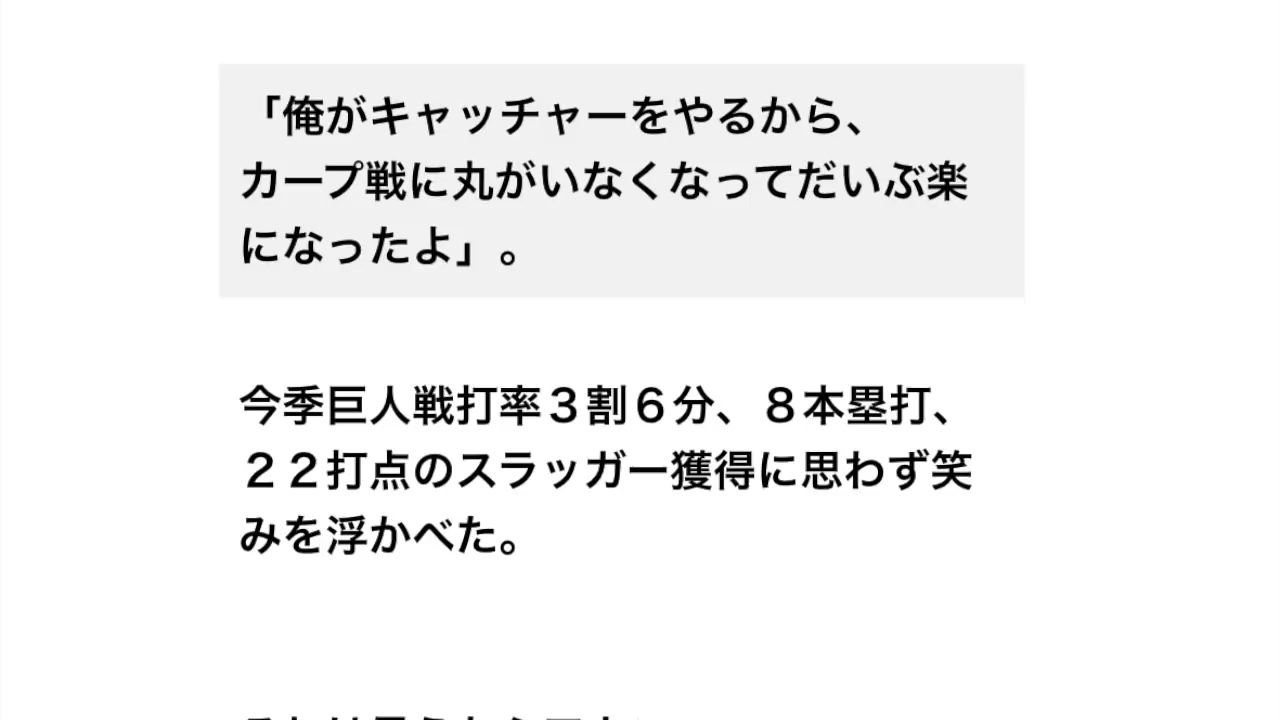 「俺がキャッチャーをやるから、
カープ戦に丸がいなくなってだいぶ楽
になったよ」。
今季巨人戦打率３割６分、８本塁打、
２２打点のスラッガー獲得に思わず笑
みを浮かべた。